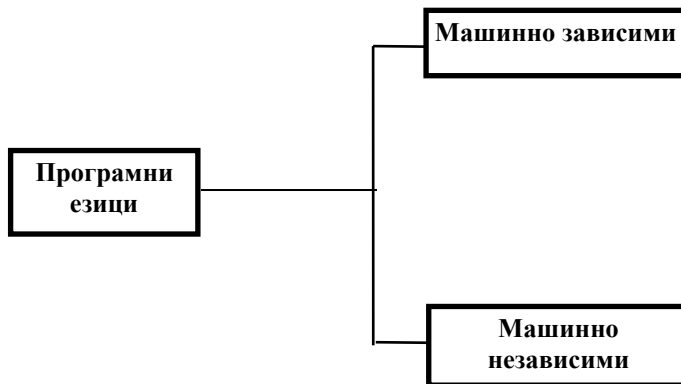 Машинно зависими
Програмни
езици
Машинно
независими